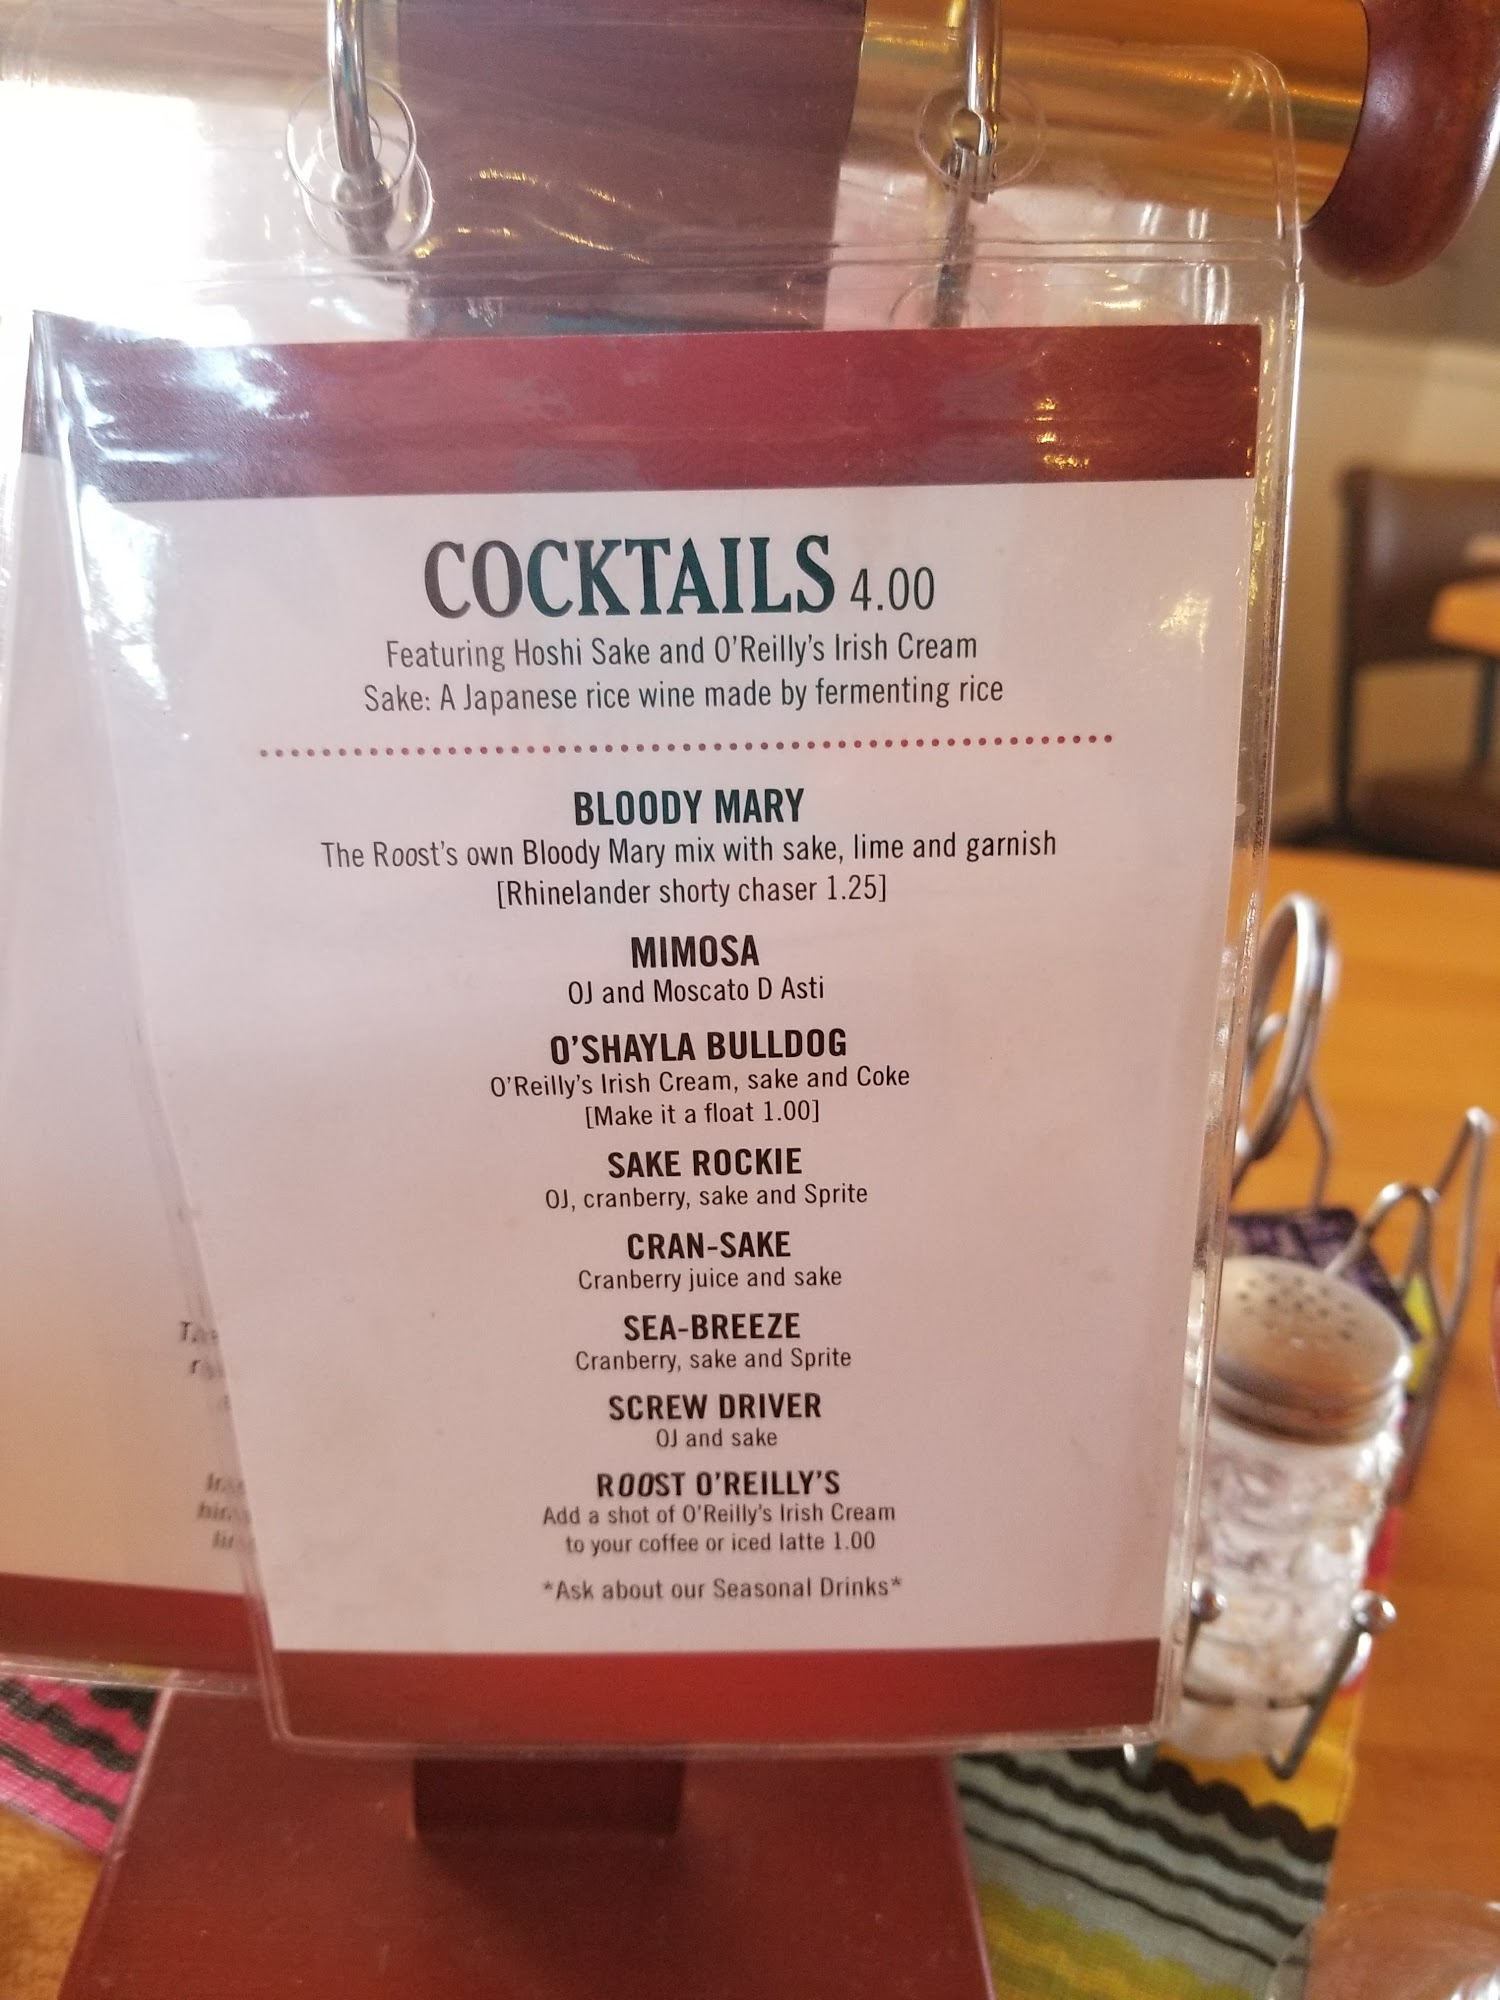 COCKTAILS 4.00
Featuring Hoshi Sake and O'Reilly's Irish Cream
Sake: A Japanese rice wine made by fermenting rice
BLOODY MARY
The Roost's own Bloody Mary mix with sake, lime and garnish
[Rhinelander shorty chaser 1.25]
MIMOSA
OJ and Moscato D Asti
O'SHAYLA BULLDOG
O'Reilly's Irish Cream, sake and Coke
[Make it a float 1.00]
SAKE ROCKIE
OJ, cranberry, sake and Sprite
CRAN-SAKE
Cranberry juice and sake
SEA-BREEZE
Cranberry, sake and Sprite
SCREW DRIVER
OJ and sake
ROOST O'REILLY'S
Add a shot of O'Reilly's Irish Cream
to your coffee or iced latte 1.00
*Ask about our Seasonal Drinks*